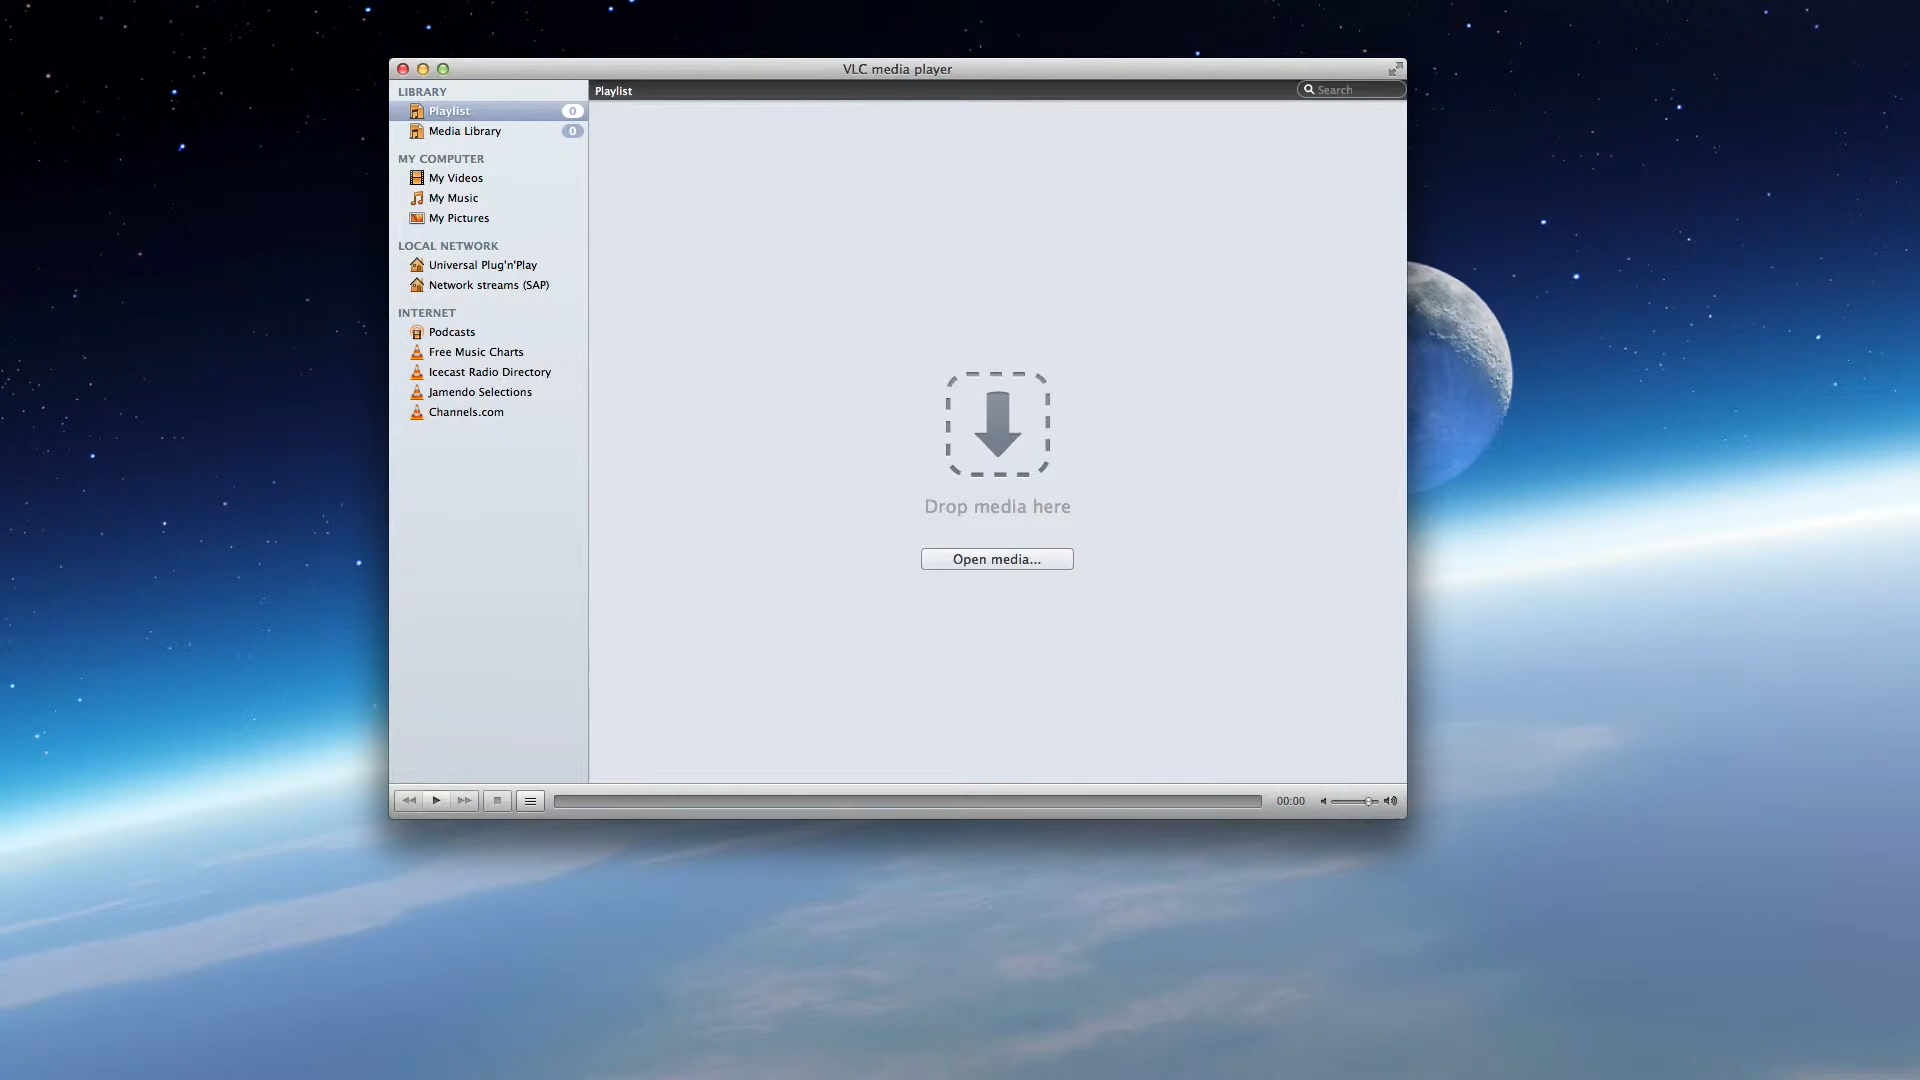 VLC media player
LIBRARY
Playlist 0
Media Library 0
MY COMPUTER
My Videos
My Music
My Pictures
LOCAL NETWORK
Universal Plug'n'Play
Network streams (SAP)
INTERNET
Podcasts
Free Music Charts
Icecast Radio Directory
Jamendo Selections
Channels.com
Playlist
Search
Drop media here
Open media...
00:00